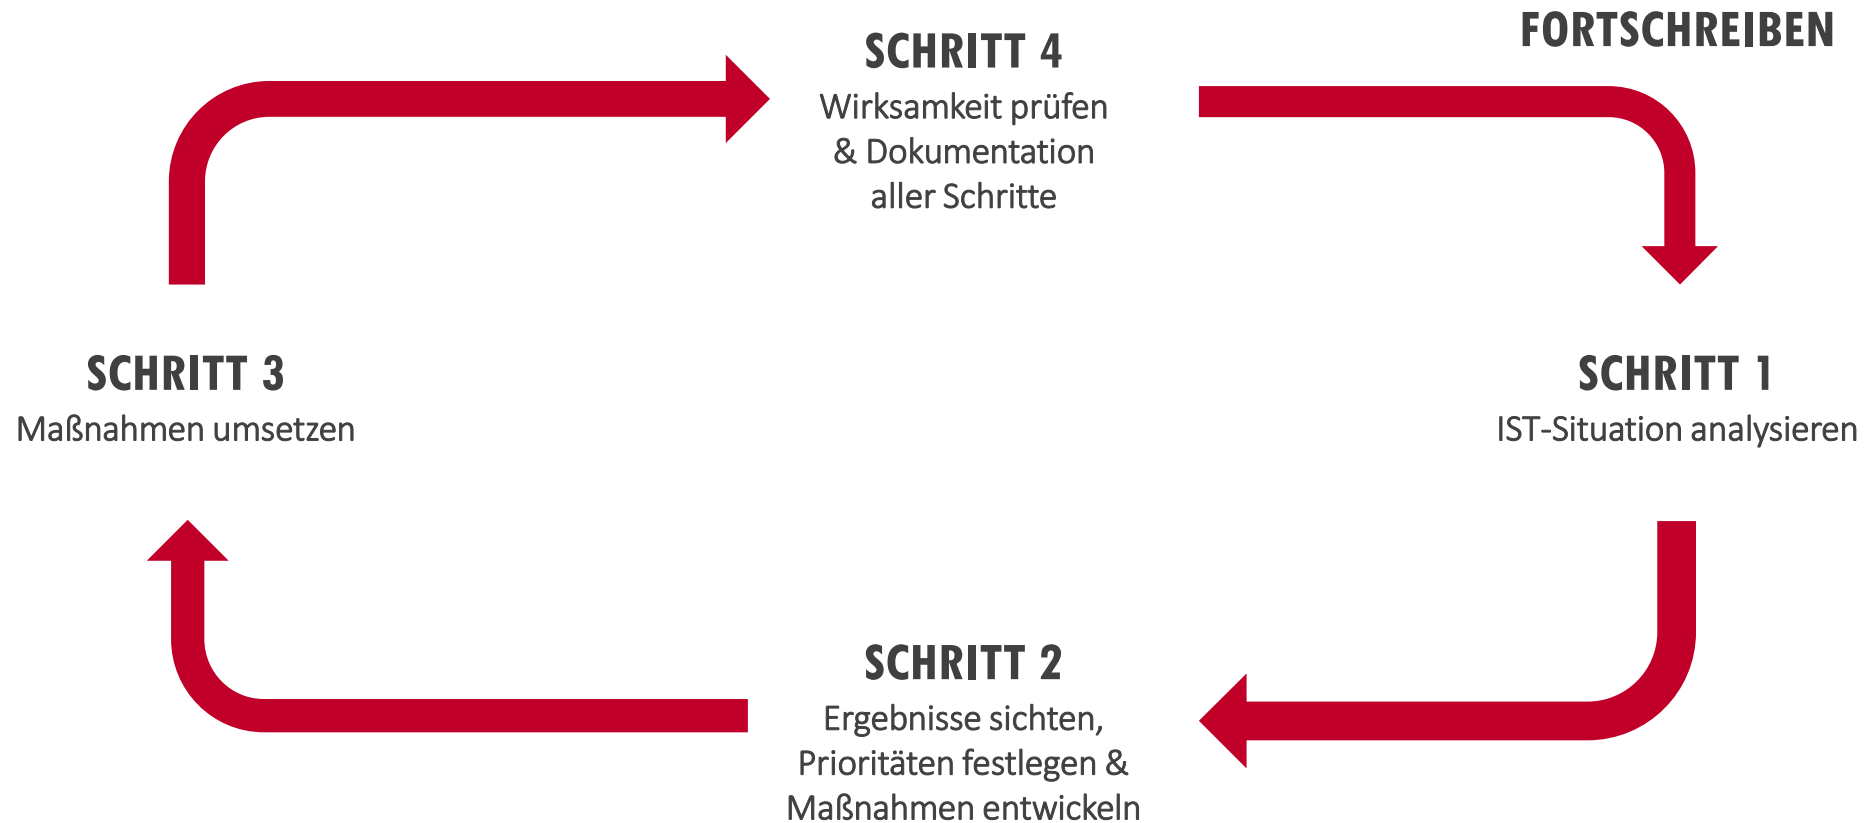 FORTSCHREIBEN
SCHRITT 4
Wirksamkeit prüfen
& Dokumentation
aller Schritte
SCHRITT 3
Maßnahmen umsetzen
SCHRITT 1
IST-Situation analysieren
SCHRITT 2
Ergebnisse sichten,
Prioritäten festlegen &
Maßnahmen entwickeln